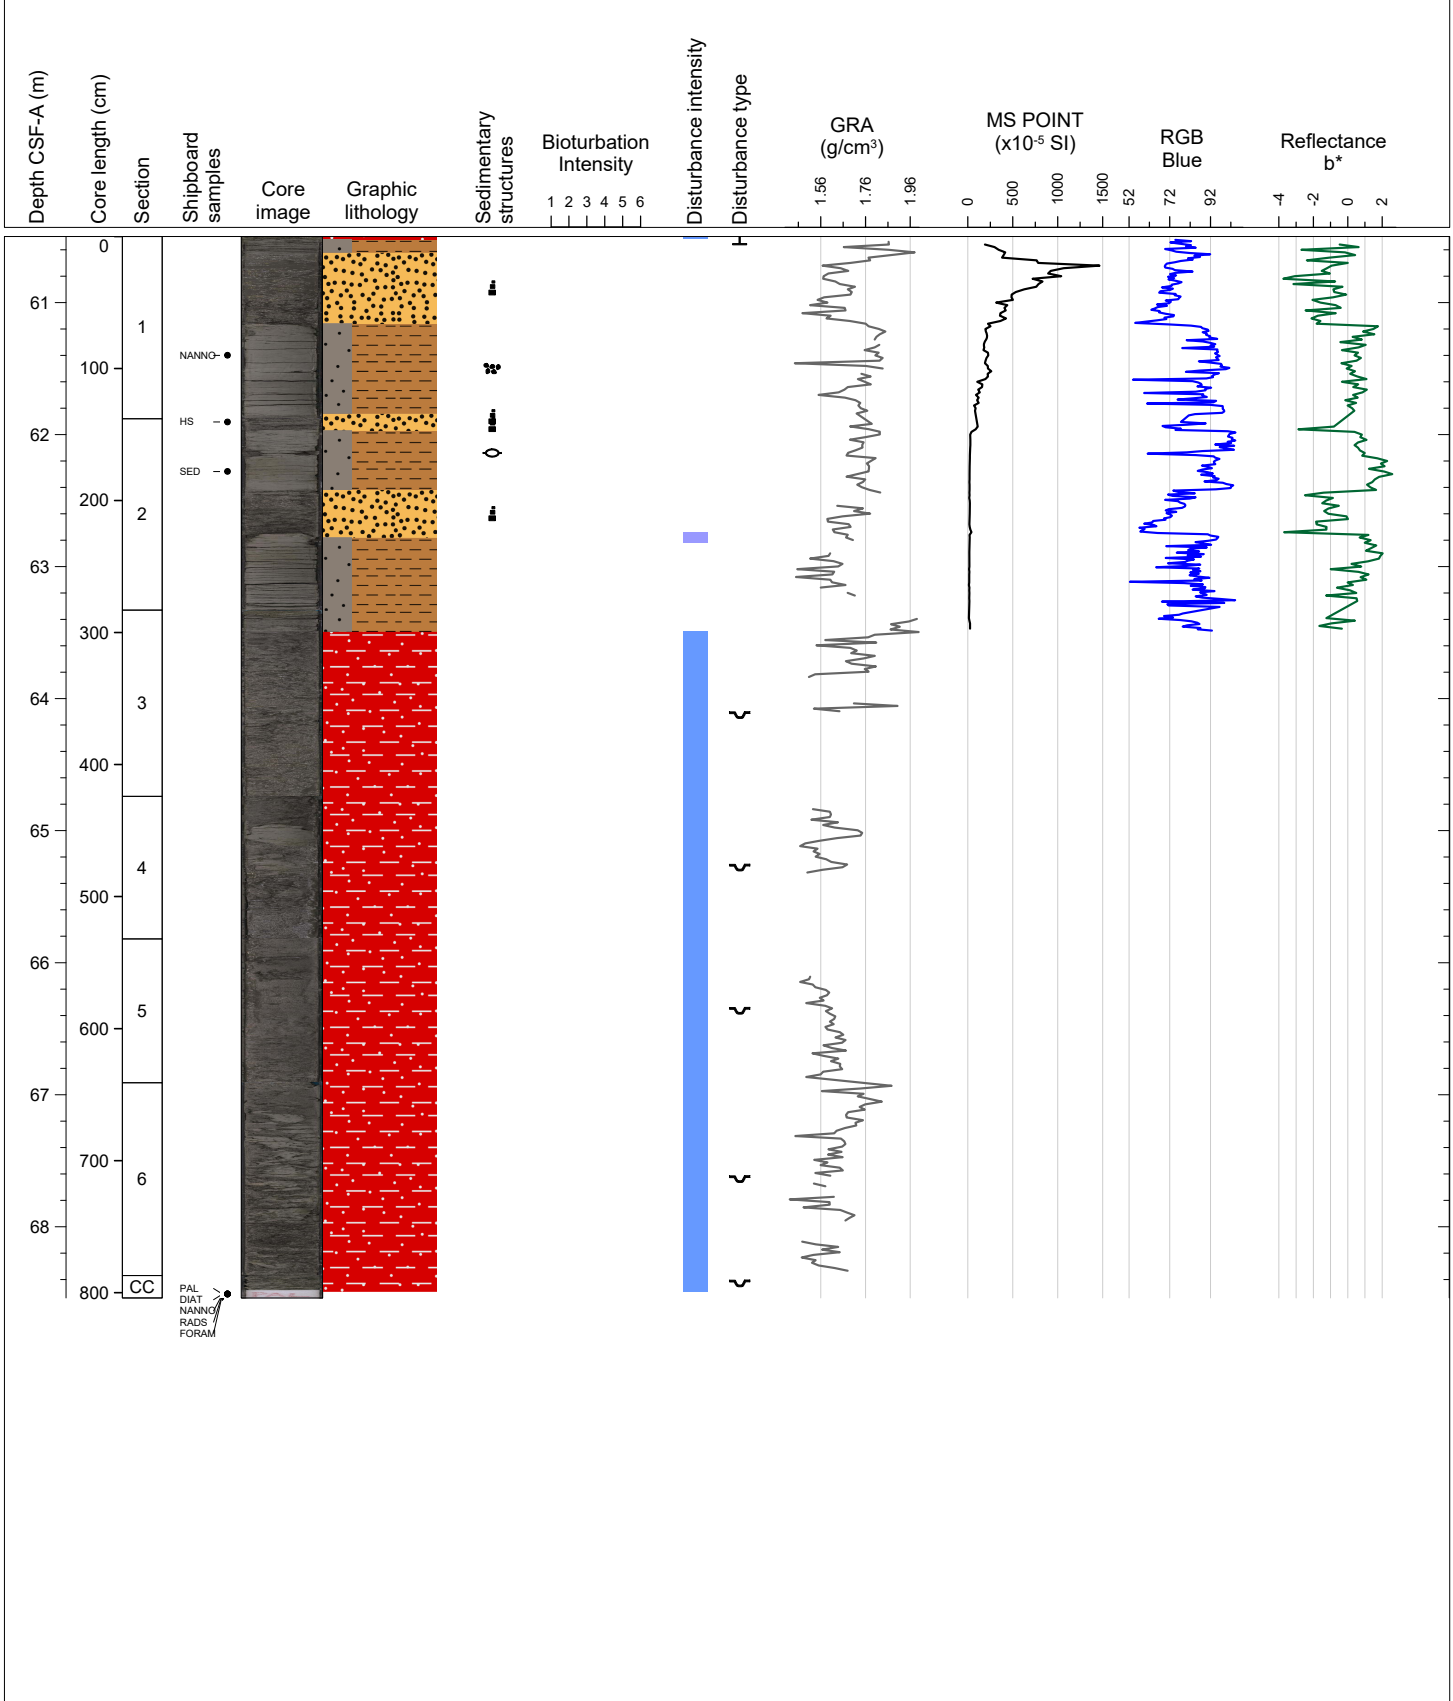 Depth CSF-A (m)
Core length (cm)
Section
Shipboard
samples
Core
image
Graphic
lithology
Sedimentary
structures
Bioturbation
Intensity
1 2 3 4 5 6
Disturbance intensity
Disturbance type
GRA
(g/cm³)
1.56 1.76 1.96
MS POINT
(x10⁻⁵ SI)
0 500 1000 1500
RGB
Blue
52 72 92
Reflectance
b*
-4 -2 0 2
0
61
1
NANNO
100
HS
62
SED
200
2
63
300
64
3
400
65
4
500
66
5
600
67
700
6
68
800
CC
PAL
DIAT
NANNO
RADS
FORAM